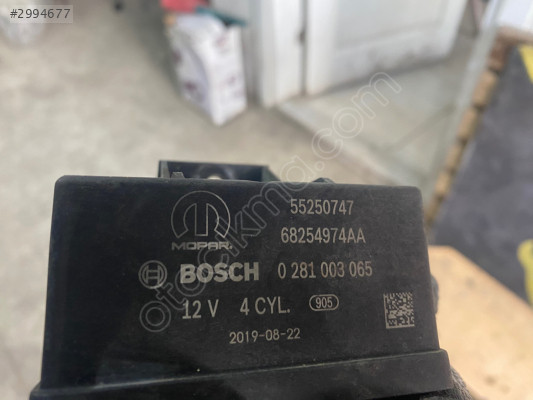 #2994677
55250747
68254974AA
MOPAR.
BOSCH 0 281 003 065
12 V 4 CYL. 905
2019-08-22